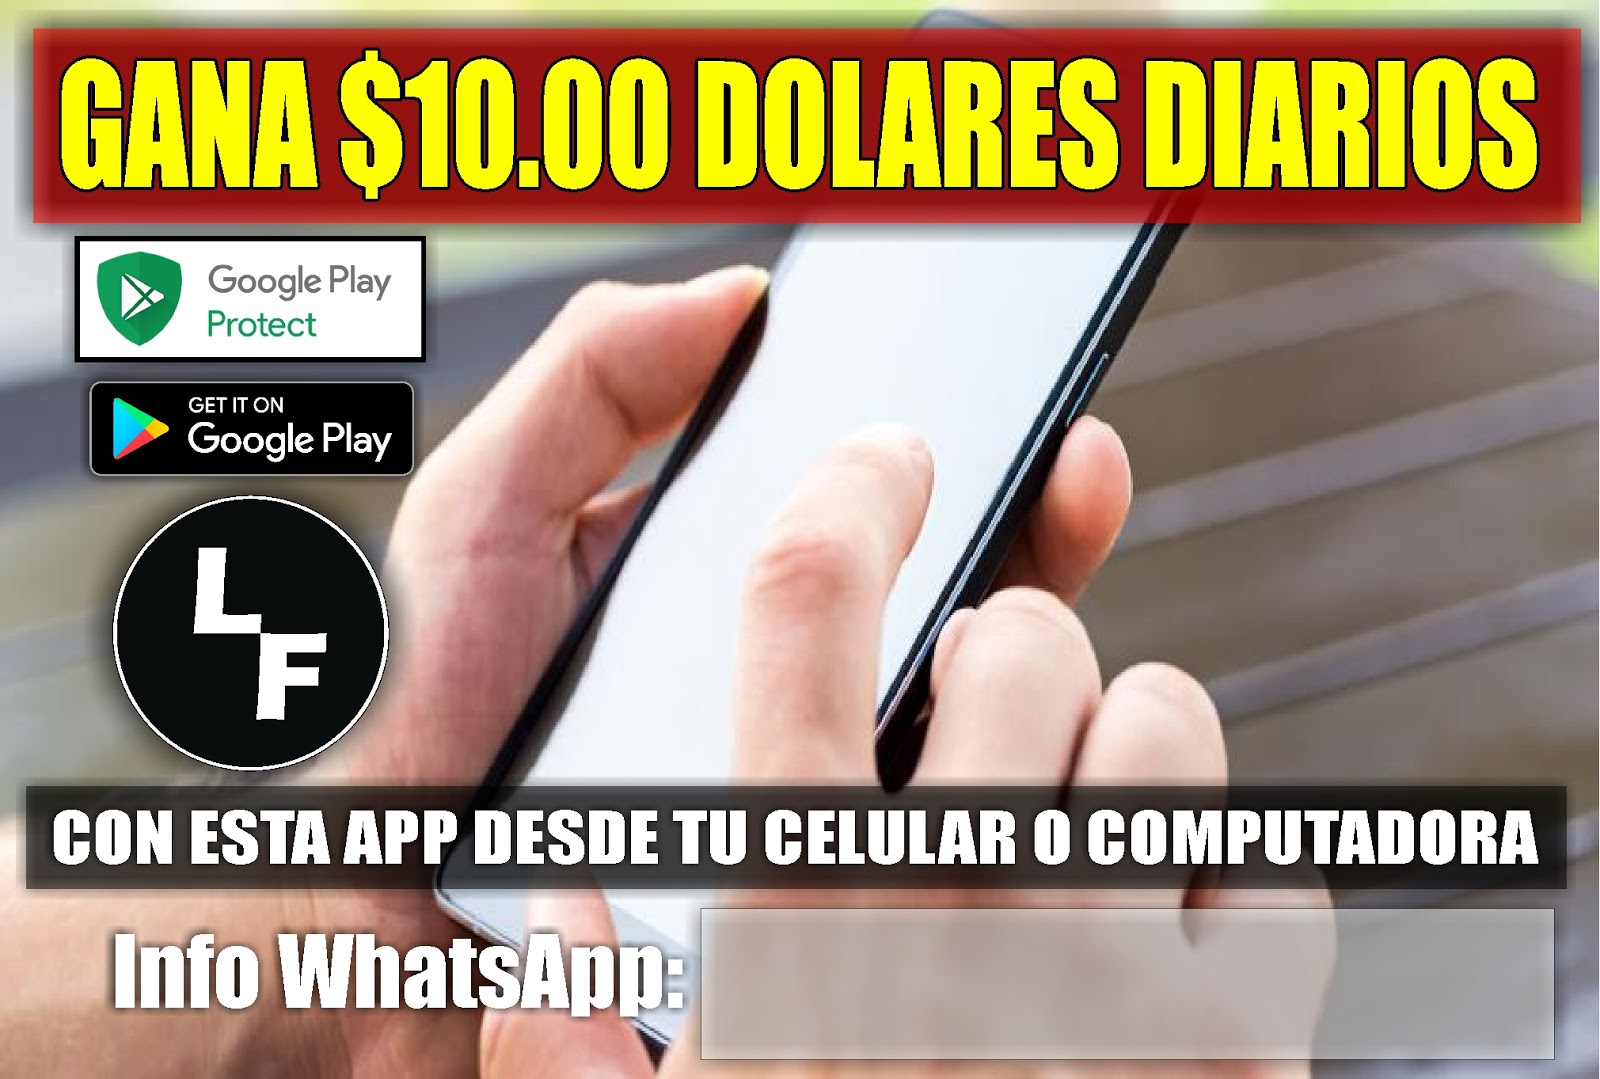 GANA $10.00 DOLARES DIARIOS
Google Play
Protect
GET IT ON
Google Play
L
F
CON ESTA APP DESDE TU CELULAR O COMPUTADORA
Info WhatsApp: